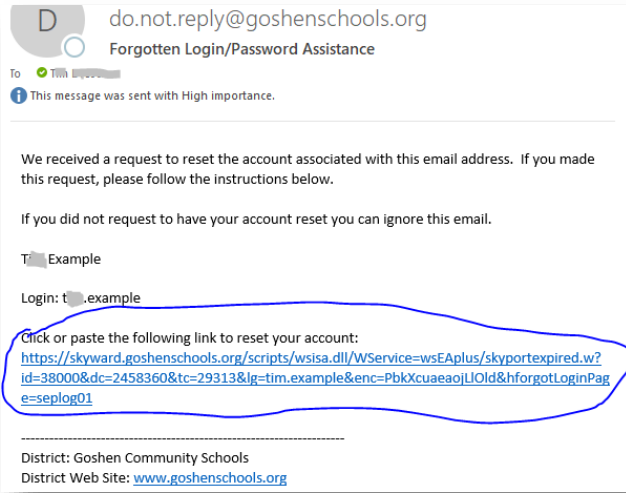 D
do.not.reply@goshenschools.org
Forgotten Login/Password Assistance
To
This message was sent with High importance.
We received a request to reset the account associated with this email address. If you made
this request, please follow the instructions below.
If you did not request to have your account reset you can ignore this email.
Example
Login: t .example
Click or paste the following link to reset your account:
https://skyward.goshenschools.org/scripts/wsisa.dll/WService=wsEAplus/skyportexpired.w?
id=38000&dc=2458360&tc=29313&lg=tim.example&enc=PbkXcuaeaojLlOld&hforgotLoginPag
e=seplog01
------------------------------------------------------------------------
District: Goshen Community Schools
District Web Site: www.goshenschools.org